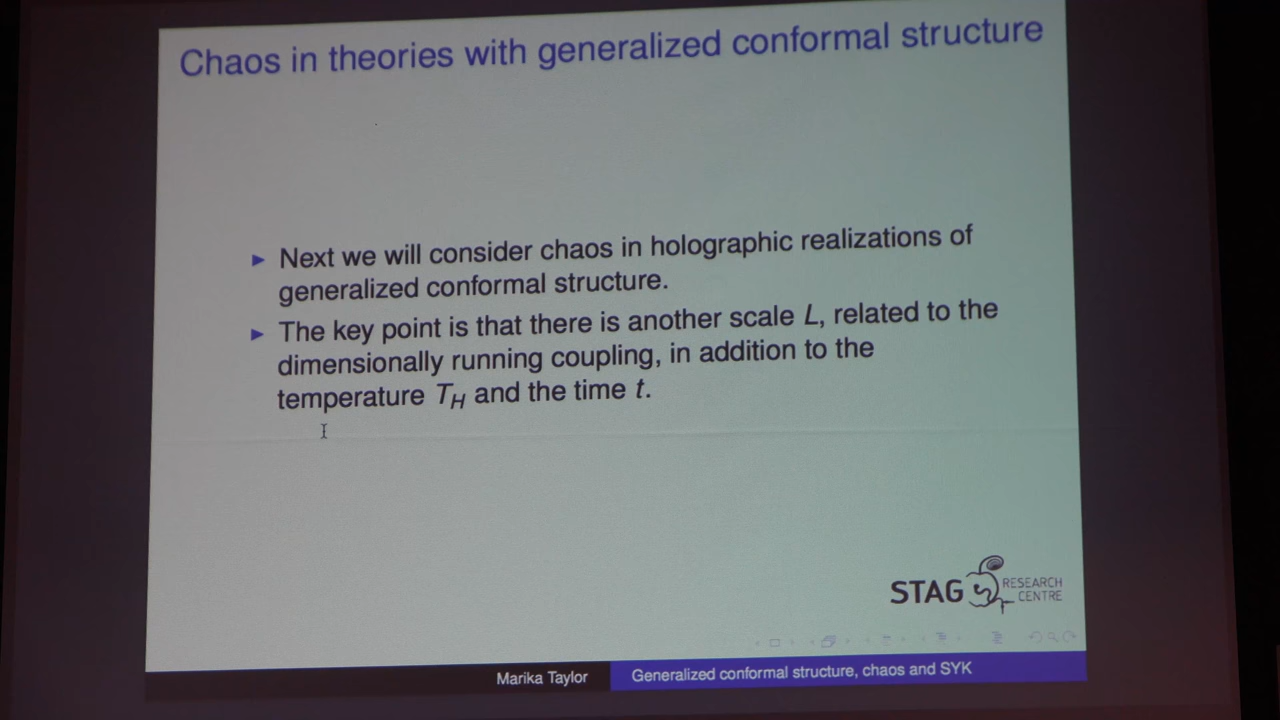 Chaos in theories with generalized conformal structure
Next we will consider chaos in holographic realizations of
generalized conformal structure.
The key point is that there is another scale L, related to the
dimensionally running coupling, in addition to the
temperature T_H and the time t.
STAG RESEARCH
CENTRE
Marika Taylor Generalized conformal structure, chaos and SYK